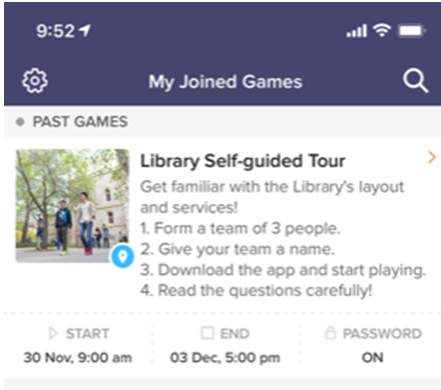 9:52
My Joined Games
PAST GAMES
Library Self-guided Tour
Get familiar with the Library's layout
and services!
1. Form a team of 3 people.
2. Give your team a name.
3. Download the app and start playing.
4. Read the questions carefully!
START END PASSWORD
30 Nov, 9:00 am 03 Dec, 5:00 pm ON